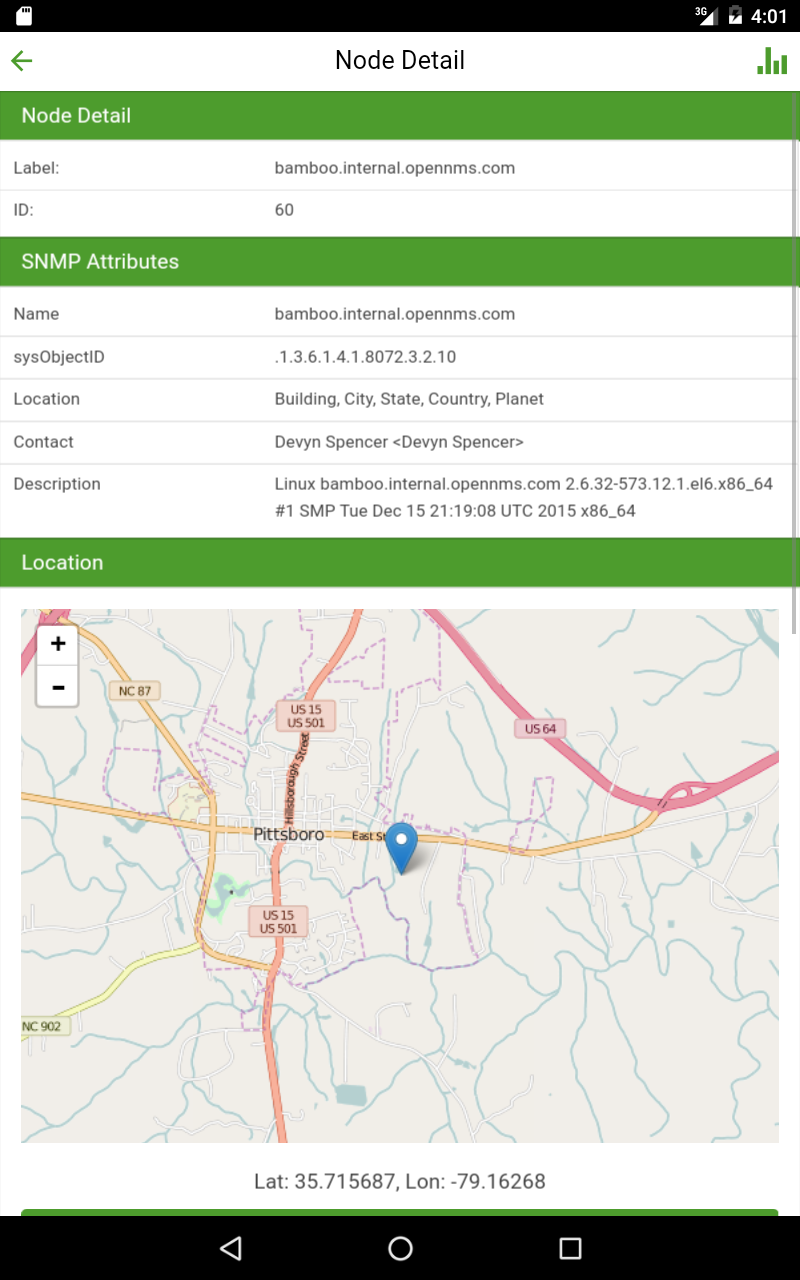 3G 4:01
Node Detail
Node Detail
Label: bamboo.internal.opennms.com
ID: 60
SNMP Attributes
Name bamboo.internal.opennms.com
sysObjectID .1.3.6.1.4.1.8072.3.2.10
Location Building, City, State, Country, Planet
Contact Devyn Spencer <Devyn Spencer>
Description Linux bamboo.internal.opennms.com 2.6.32-573.12.1.el6.x86_64
#1 SMP Tue Dec 15 21:19:08 UTC 2015 x86_64
Location
+
-
NC 87
US 15
US 501
US 64
Hillsborough Street
Pittsboro
East St
US 15
US 501
NC 902
Lat: 35.715687, Lon: -79.16268